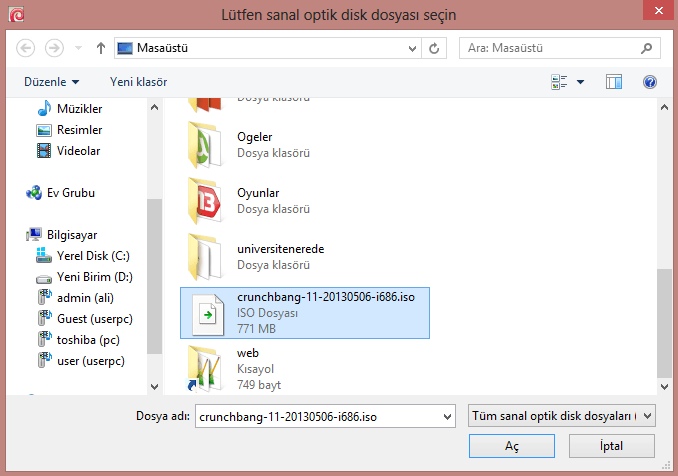 Lütfen sanal optik disk dosyası seçin
Masaüstü
Ara: Masaüstü
Düzenle
Yeni klasör
Müzikler
Resimler
Videolar
Ev Grubu
Bilgisayar
Yerel Disk (C:)
Yeni Birim (D:)
admin (ali)
Guest (userpc)
toshiba (pc)
user (userpc)
Dosya klasörü
Ogeler
Dosya klasörü
Oyunlar
13
Dosya klasörü
universitenerede
Dosya klasörü
crunchbang-11-20130506-i686.iso
ISO Dosyası
771 MB
web
Kısayol
749 bayt
Dosya adı:
crunchbang-11-20130506-i686.iso
Tüm sanal optik disk dosyaları (
Aç
İptal